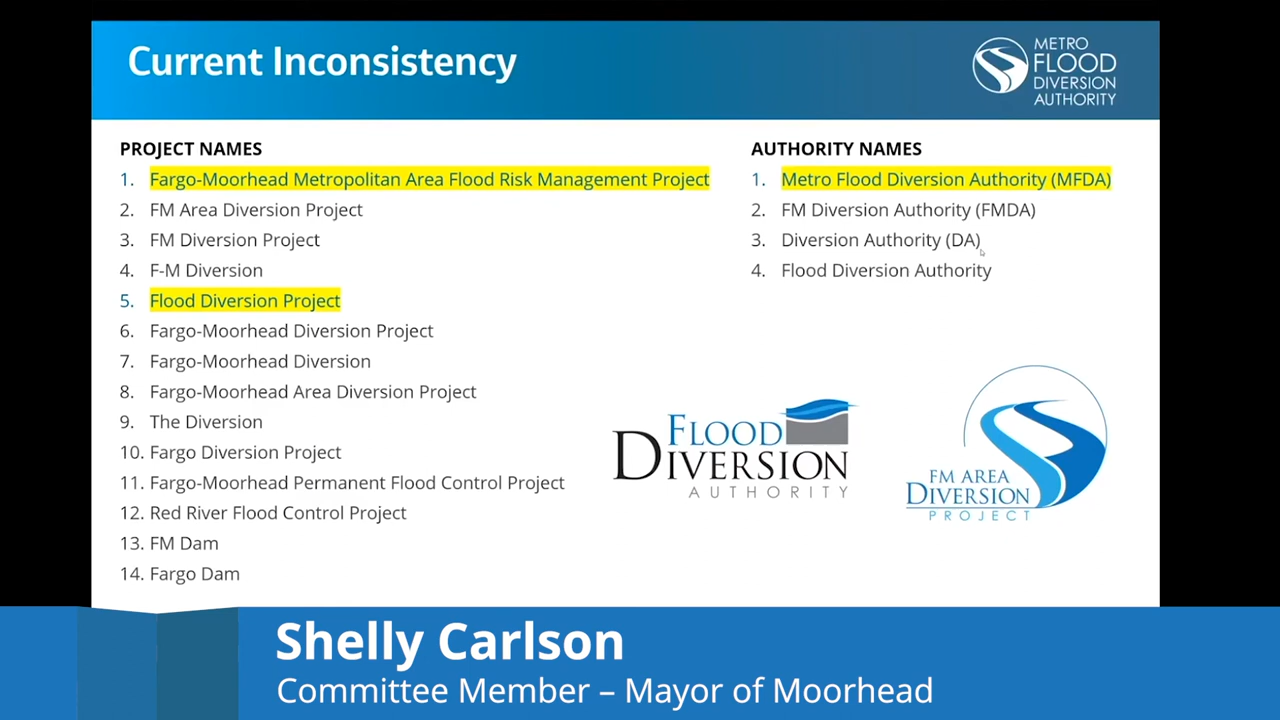 Current Inconsistency
METRO
FLOOD
DIVERSION
AUTHORITY
PROJECT NAMES
1. Fargo-Moorhead Metropolitan Area Flood Risk Management Project
2. FM Area Diversion Project
3. FM Diversion Project
4. F-M Diversion
5. Flood Diversion Project
6. Fargo-Moorhead Diversion Project
7. Fargo-Moorhead Diversion
8. Fargo-Moorhead Area Diversion Project
9. The Diversion
10. Fargo Diversion Project
11. Fargo-Moorhead Permanent Flood Control Project
12. Red River Flood Control Project
13. FM Dam
14. Fargo Dam
AUTHORITY NAMES
1. Metro Flood Diversion Authority (MFDA)
2. FM Diversion Authority (FMDA)
3. Diversion Authority (DA)
4. Flood Diversion Authority
FLOOD
DIVERSION
AUTHORITY
FM AREA
DIVERSION
PROJECT
Shelly Carlson
Committee Member – Mayor of Moorhead